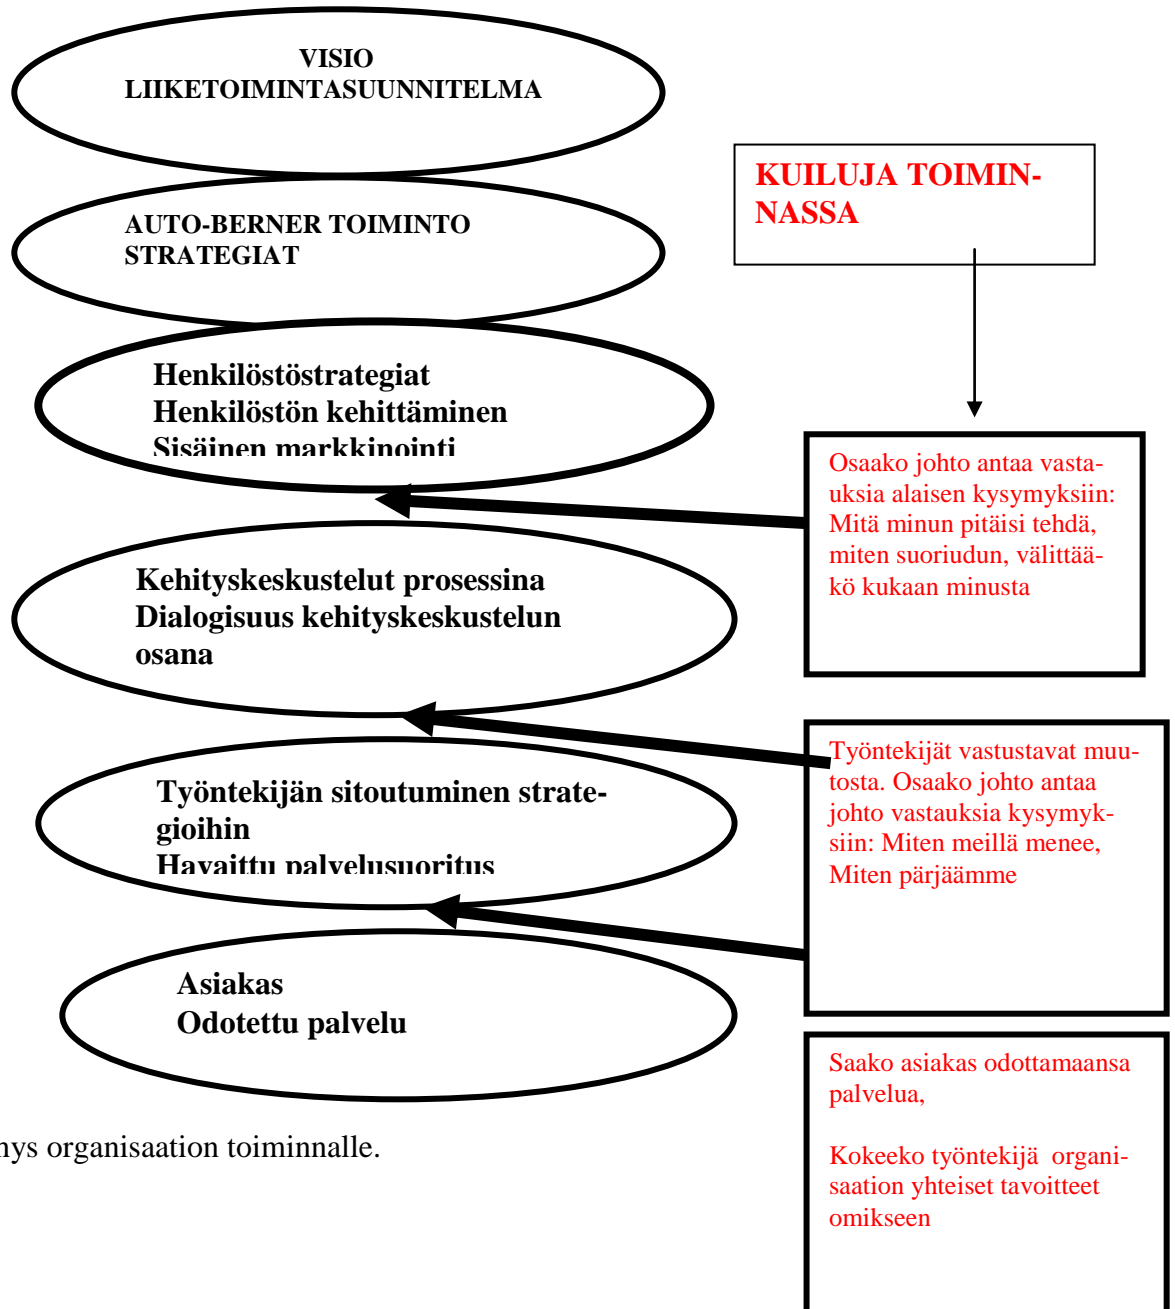 VISIO
LIIKETOIMINTASUUNNITELMA
KUILUJA TOIMIN-
NASSA
AUTO-BERNER TOIMINTO
STRATEGIAT
Henkilöstöstrategiat
Henkilöstön kehittäminen
Sisäinen markkinointi
Osaako johto antaa vasta-
uksia alaisen kysymyksiin:
Mitä minun pitäisi tehdä,
miten suoriudun, välittää-
kö kukaan minusta
Kehityskeskustelut prosessina
Dialogisuus kehityskeskustelun
osana
Työntekijät vastustavat muu-
tosta. Osaako johto antaa
johto vastauksia kysymyk-
siin: Miten meillä menee,
Miten pärjäämme
Työntekijän sitoutuminen strate-
gioihin
Havaittu palvelusuoritus
Asiakas
Odotettu palvelu
Saako asiakas odottamaansa
palvelua,
Kokeeko työntekijä organi-
saation yhteiset tavoitteet
omikseen
organisaation toiminnalle.